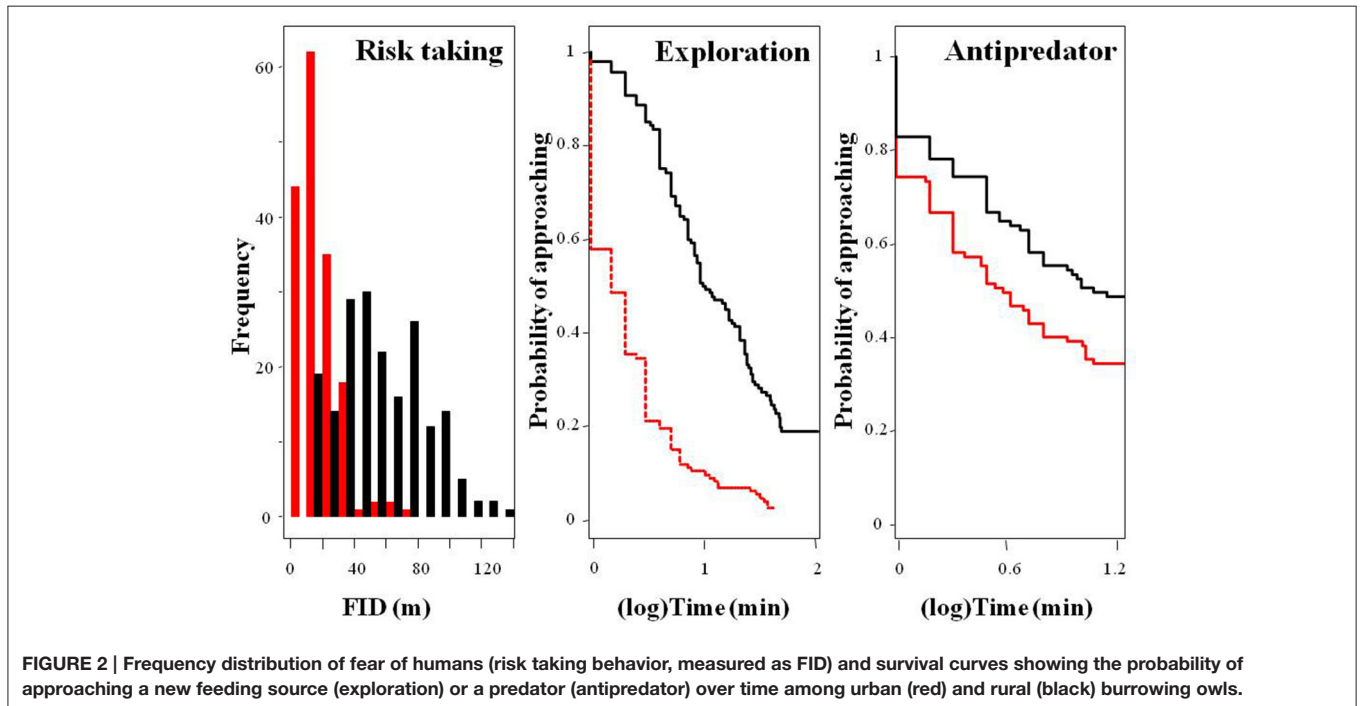 Risk taking
60
40
20
0
Frequency
0 40 80 120
FID (m)
Exploration
1
0.8
0.6
0.4
0.2
0
Probability of approaching
0 1 2
(log)Time (min)
Antipredator
1
0.8
0.6
0.4
0.2
0
Probability of approaching
0 0.6 1.2
(log)Time (min)
FIGURE 2 | Frequency distribution of fear of humans (risk taking behavior, measured as FID) and survival curves showing the probability of
approaching a new feeding source (exploration) or a predator (antipredator) over time among urban (red) and rural (black) burrowing owls.